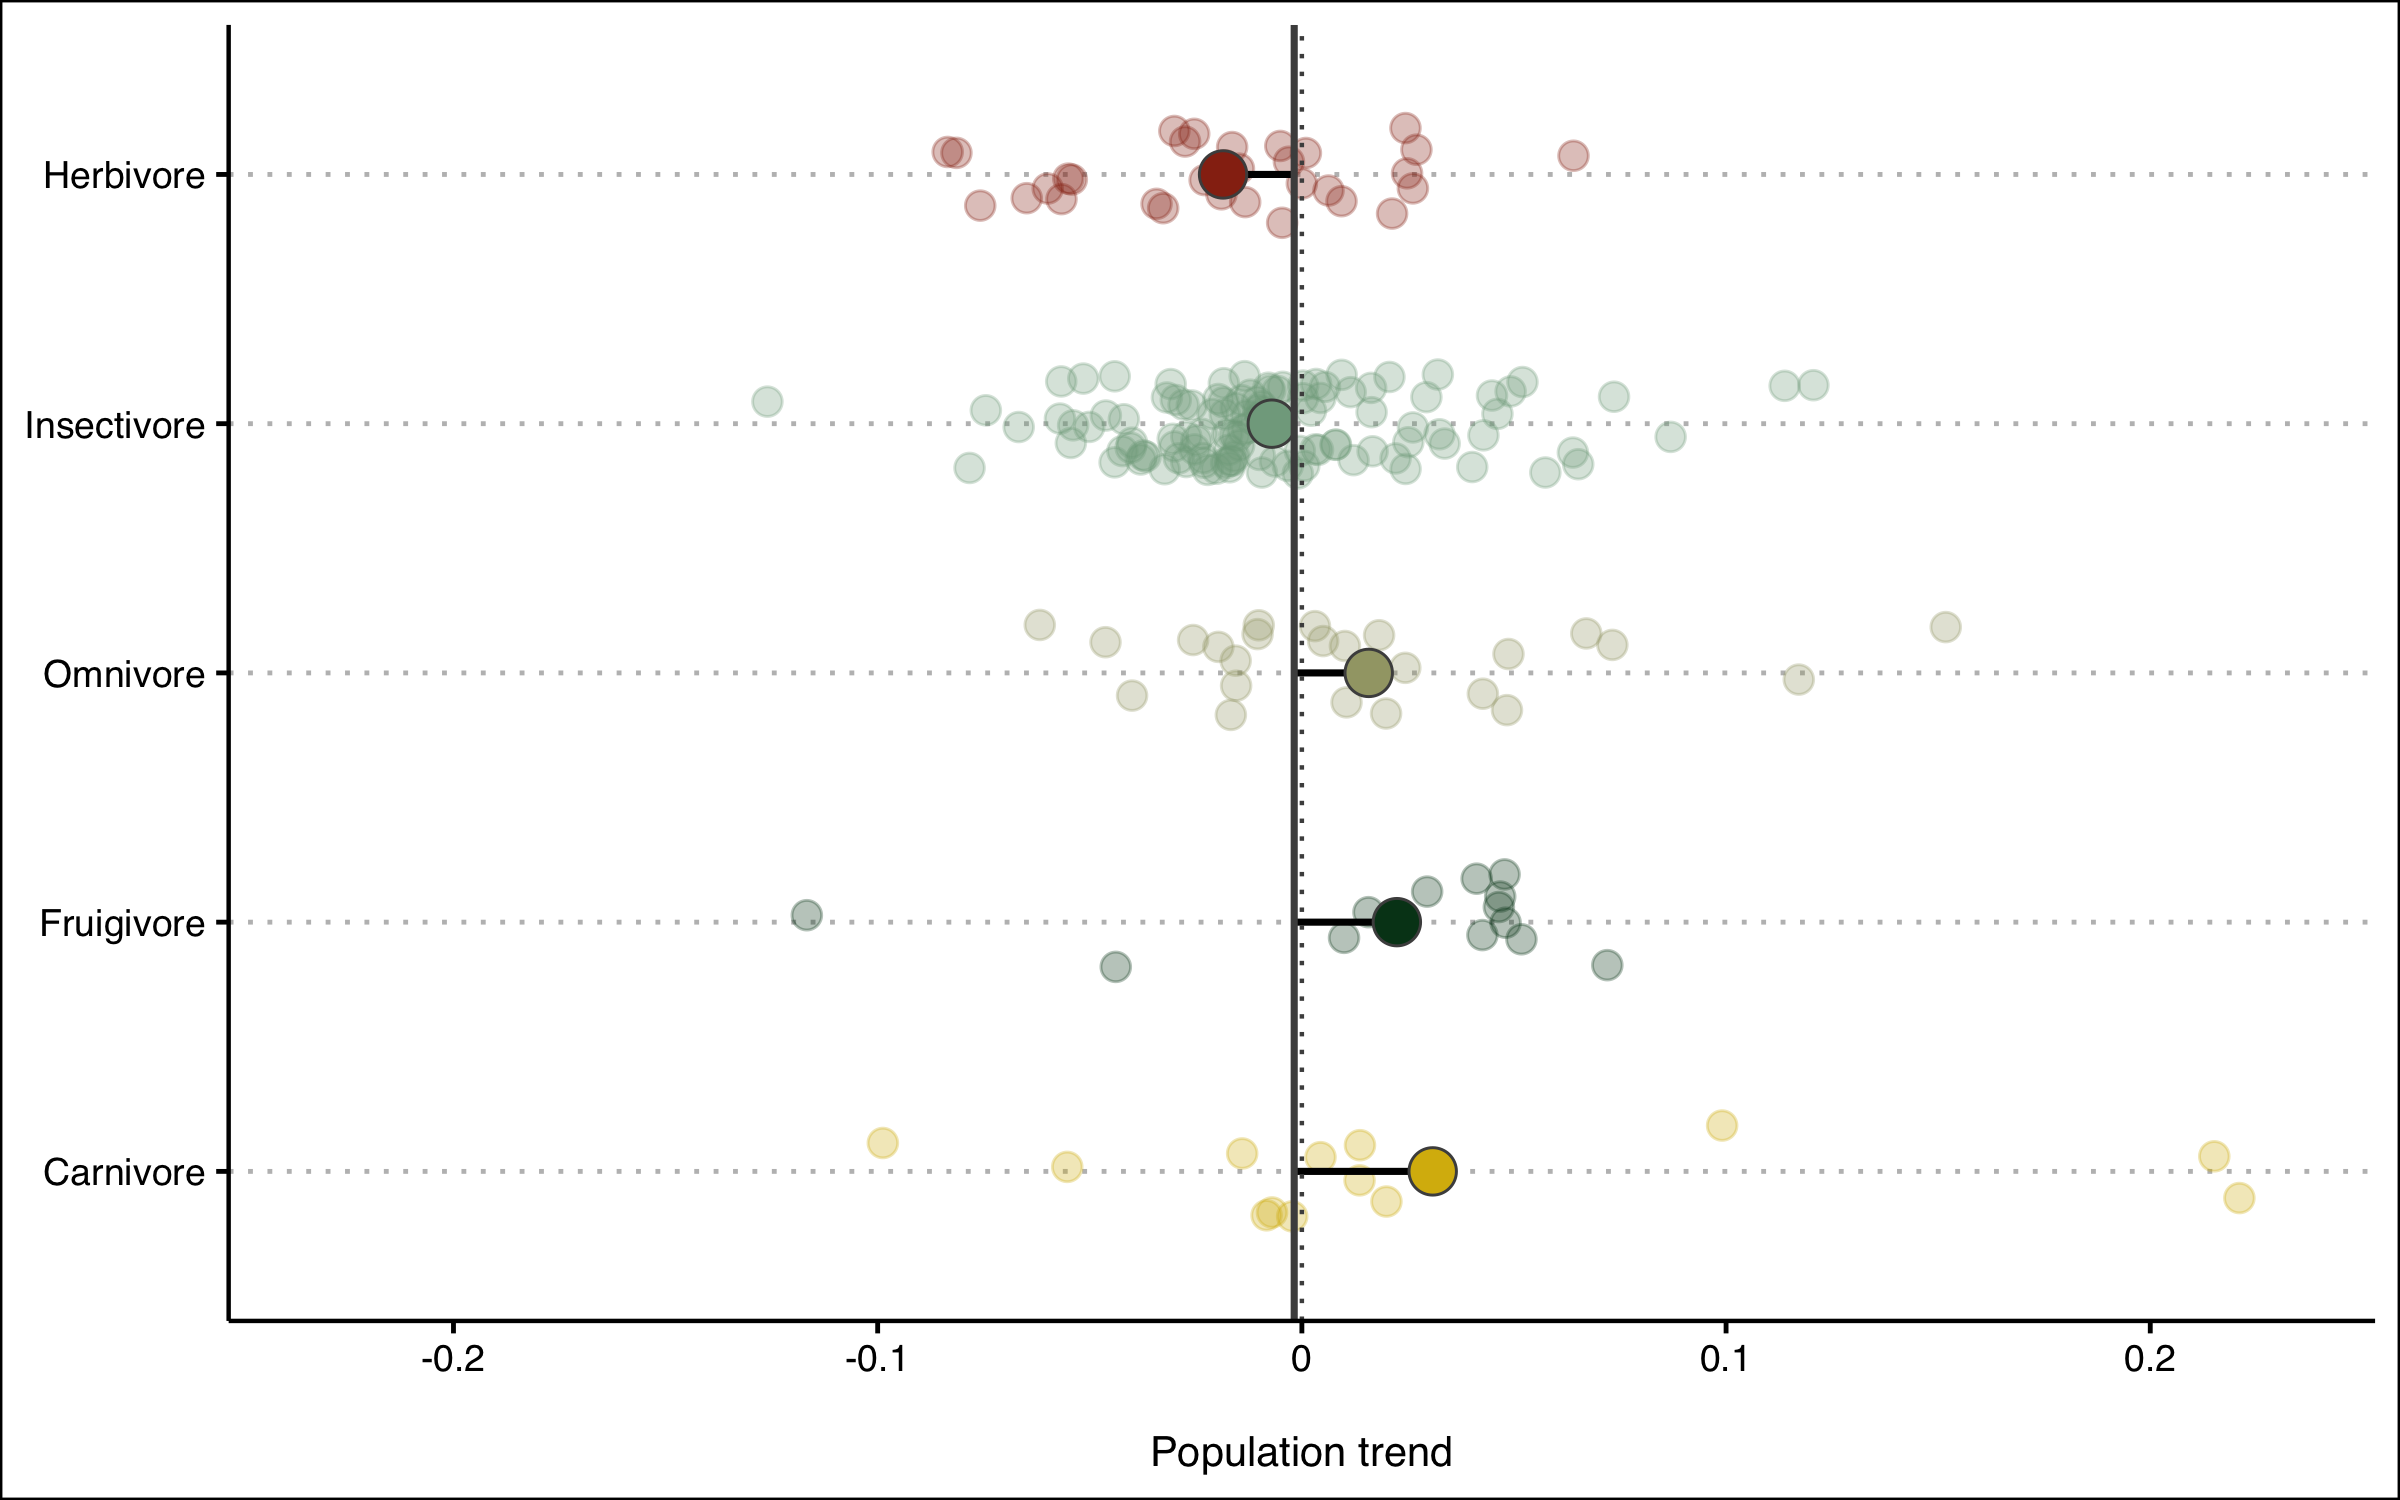 Herbivore
Insectivore
Omnivore
Fruigivore
Carnivore
-0.2
-0.1
0
0.1
0.2
Population trend